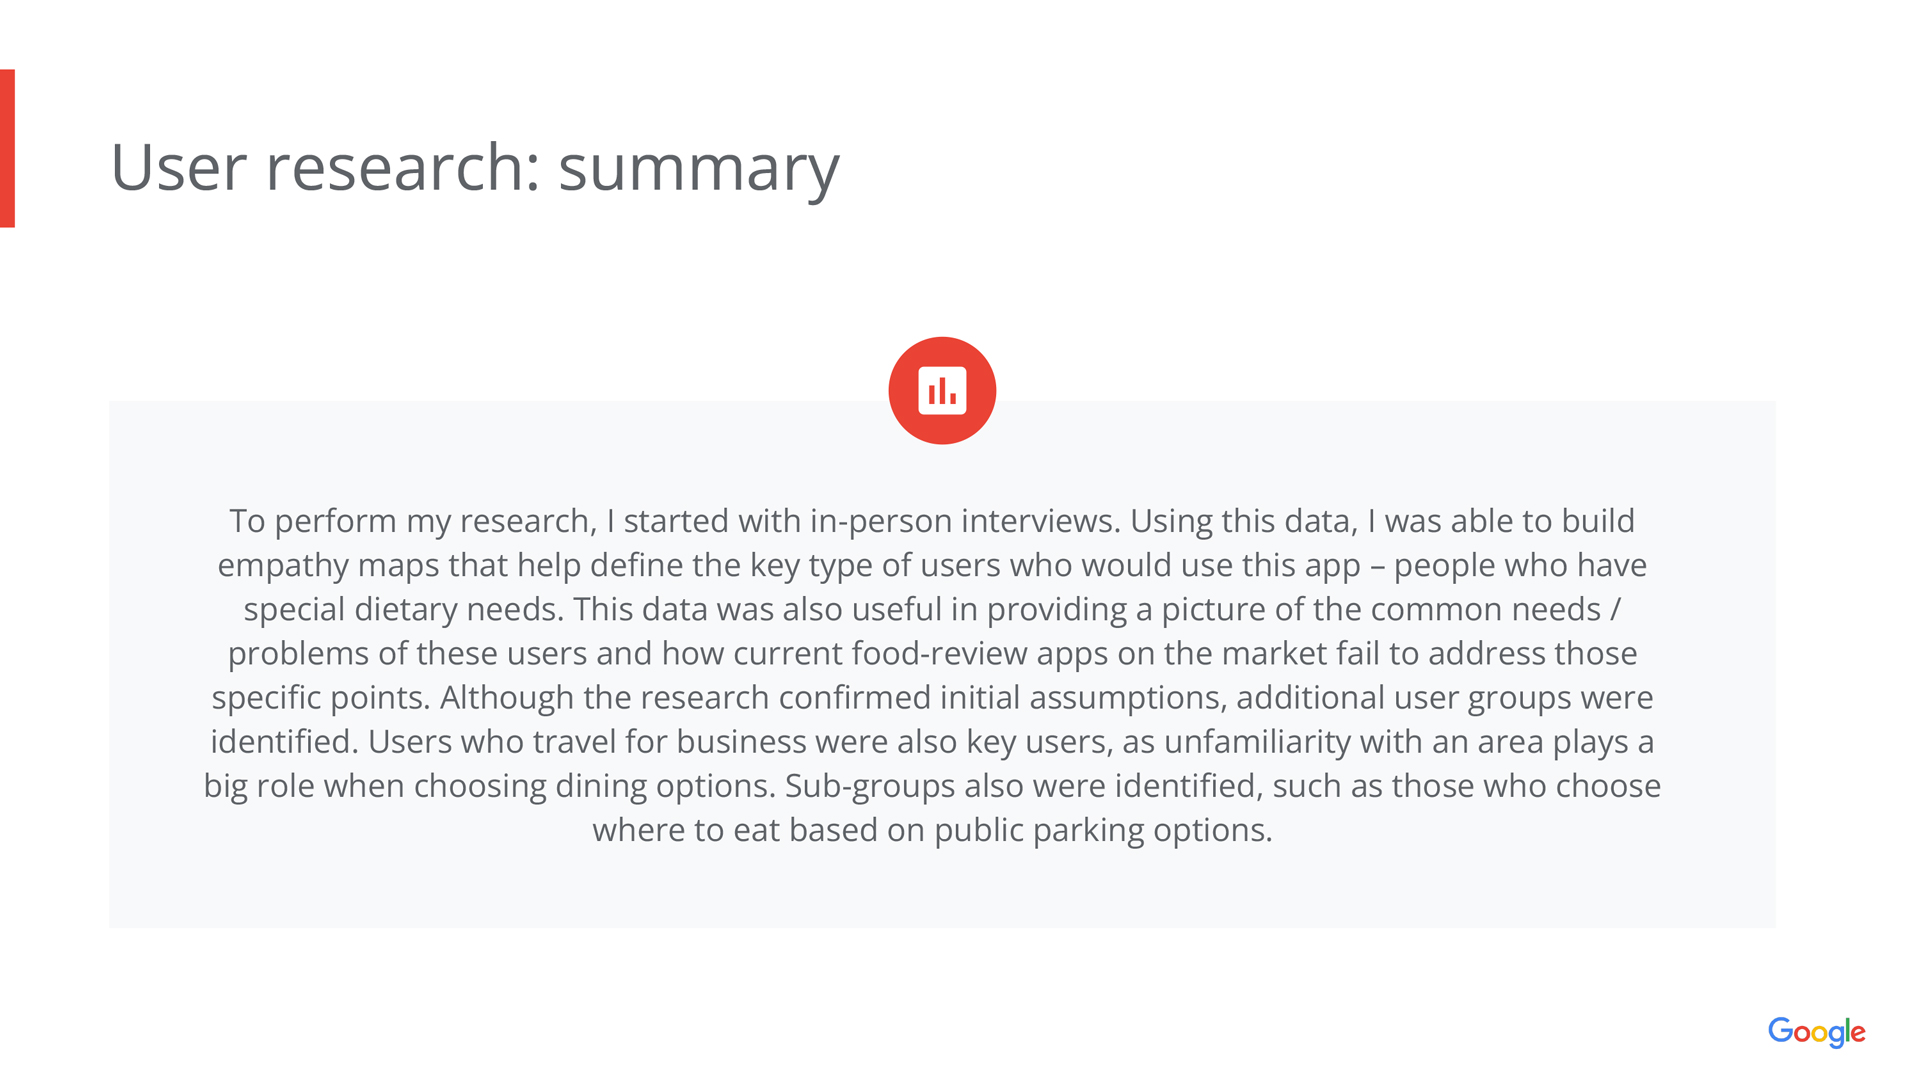 User research: summary
To perform my research, I started with in-person interviews. Using this data, I was able to build
empathy maps that help define the key type of users who would use this app – people who have
special dietary needs. This data was also useful in providing a picture of the common needs /
problems of these users and how current food-review apps on the market fail to address those
specific points. Although the research confirmed initial assumptions, additional user groups were
identified. Users who travel for business were also key users, as unfamiliarity with an area plays a
big role when choosing dining options. Sub-groups also were identified, such as those who choose
where to eat based on public parking options.
Google